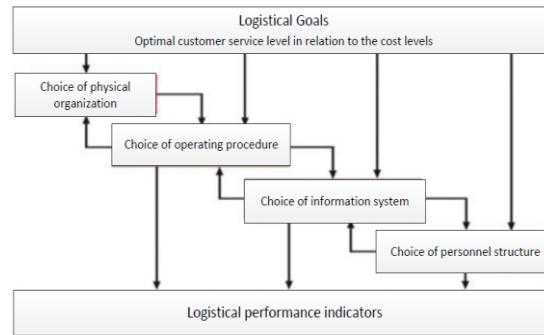 Logistical Goals
Optimal customer service level in relation to the cost levels
Choice of physical
organization
Choice of operating procedure
Choice of information system
Choice of personnel structure
Logistical performance indicators